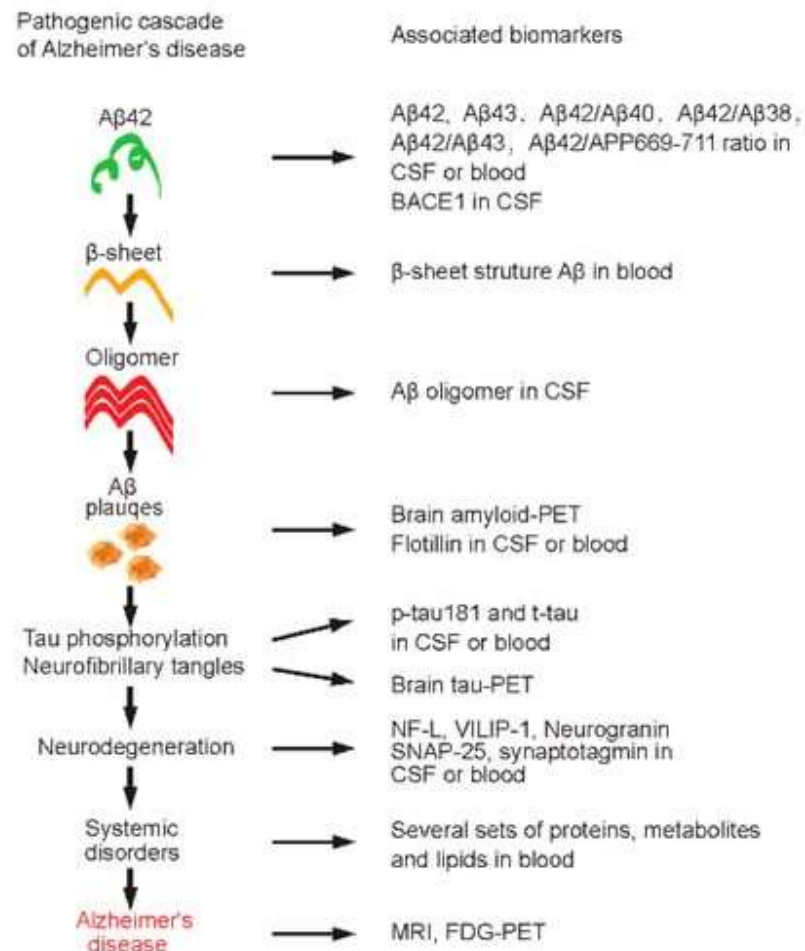 Pathogenic cascade
of Alzheimer's disease
Associated biomarkers
Aβ42
Aβ42, Aβ43, Aβ42/Aβ40, Aβ42/Aβ38,
Aβ42/Aβ43, Aβ42/APP669-711 ratio in
CSF or blood
BACE1 in CSF
β-sheet
β-sheet struture Aβ in blood
Oligomer
Aβ oligomer in CSF
Aβ
plauqes
Brain amyloid-PET
Flotillin in CSF or blood
Tau phosphorylation
Neurofibrillary tangles
p-tau181 and t-tau
in CSF or blood
Brain tau-PET
Neurodegeneration
NF-L, VILIP-1, Neurogranin
SNAP-25, synaptotagmin in
CSF or blood
Systemic
disorders
Several sets of proteins, metabolites
and lipids in blood
Alzheimer's
disease
MRI, FDG-PET